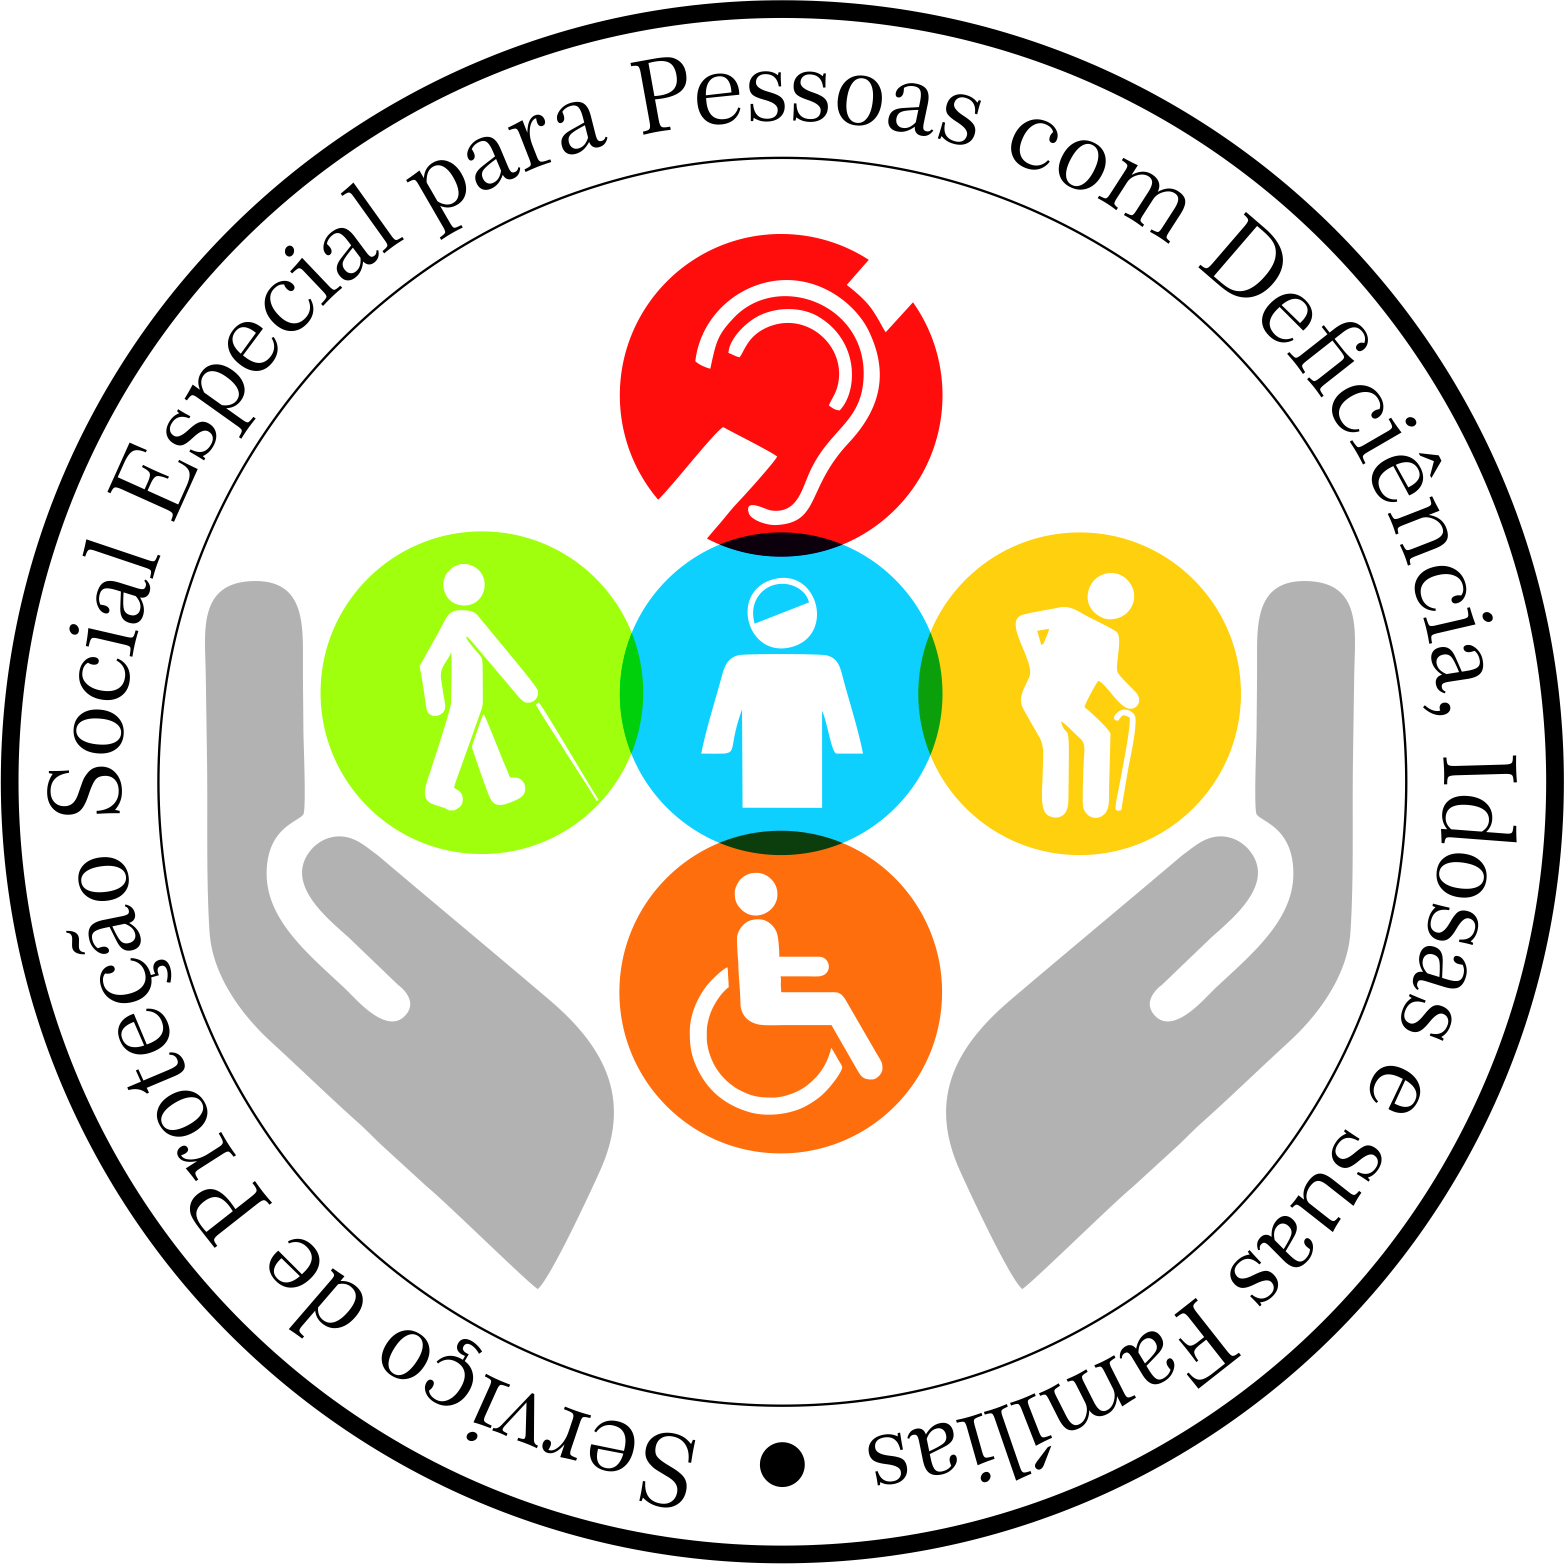 Serviço de Proteção Social Especial para Pessoas com Deficiência, Idosas e suas Famílias